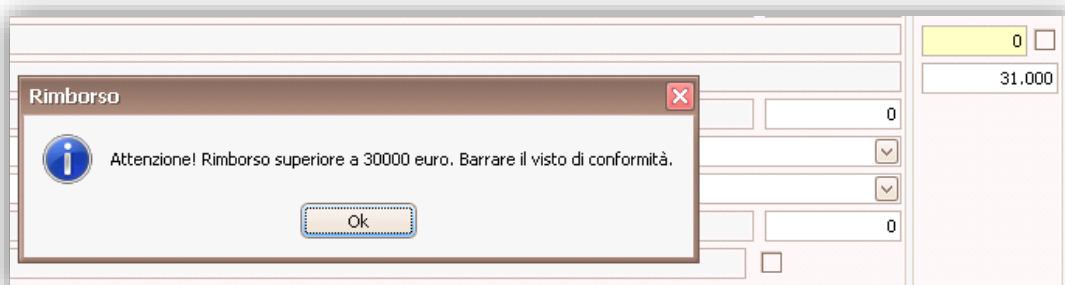 0
31.000
Rimborso
0
Attenzione! Rimborso superiore a 30000 euro. Barrare il visto di conformità.
Ok
0